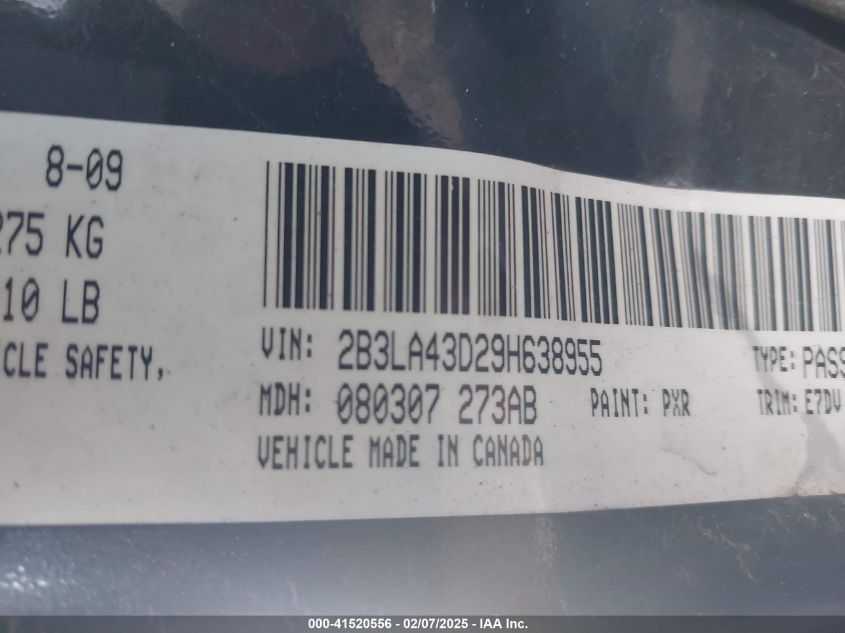 8-09
275 KG
10 LB
CLE SAFETY,
VIN: 2B3LA43D29H638955 TYPE: PASS
MDH: 080307 273AB PAINT: PXR TRIM: E7DV
VEHICLE MADE IN CANADA
000-41520556 | 02/07/2025 - IAA Inc.